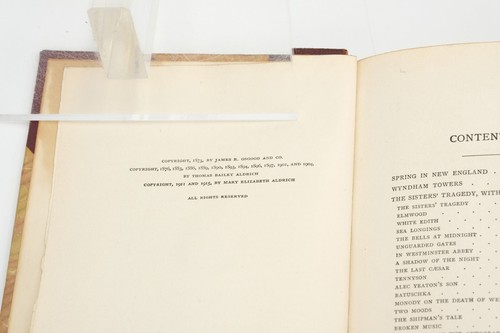 COPYRIGHT, 1873, BY JAMES R. OSGOOD AND CO.
COPYRIGHT, 1876, 1885, 1886, 1889, 1890, 1893, 1894, 1896, 1897, 1901, AND 1904,
BY THOMAS BAILEY ALDRICH
COPYRIGHT, 1911 AND 1915, BY MARY ELIZABETH ALDRICH
ALL RIGHTS RESERVED
CONTEN
SPRING IN NEW ENGLAND .
WYNDHAM TOWERS . .
THE SISTERS' TRAGEDY, WITH
THE SISTERS' TRAGEDY .
ELMWOOD . . .
WHITE EDITH . .
SEA LONGINGS . .
THE BELLS AT MIDNIGHT .
UNGUARDED GATES . .
IN WESTMINSTER ABBEY .
A SHADOW OF THE NIGHT .
THE LAST CÆSAR . .
TENNYSON . . .
ALEC YEATON'S SON . .
BATUSCHKA . . .
MONODY ON THE DEATH OF WE
TWO MOODS . . .
THE SHIPMAN'S TALE .
BROKEN MUSIC . .